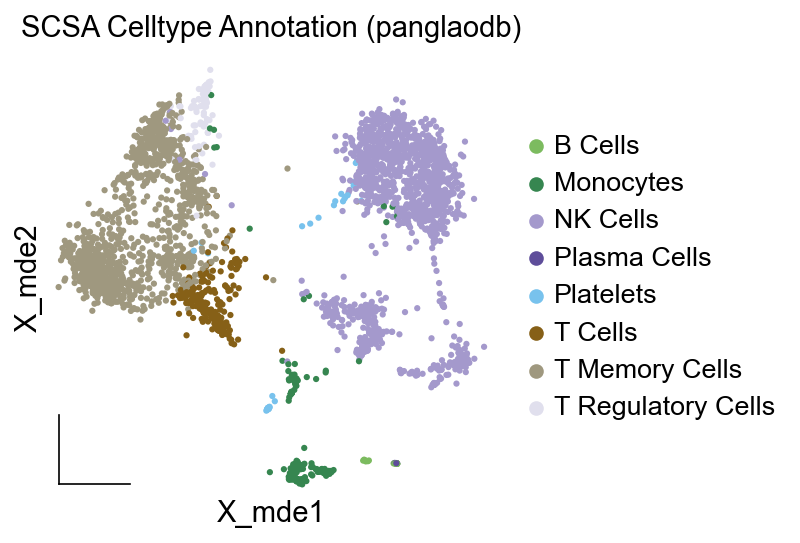 SCSA Celltype Annotation (panglaodb)
B Cells
Monocytes
NK Cells
Plasma Cells
Platelets
T Cells
T Memory Cells
T Regulatory Cells
X_mde2
X_mde1